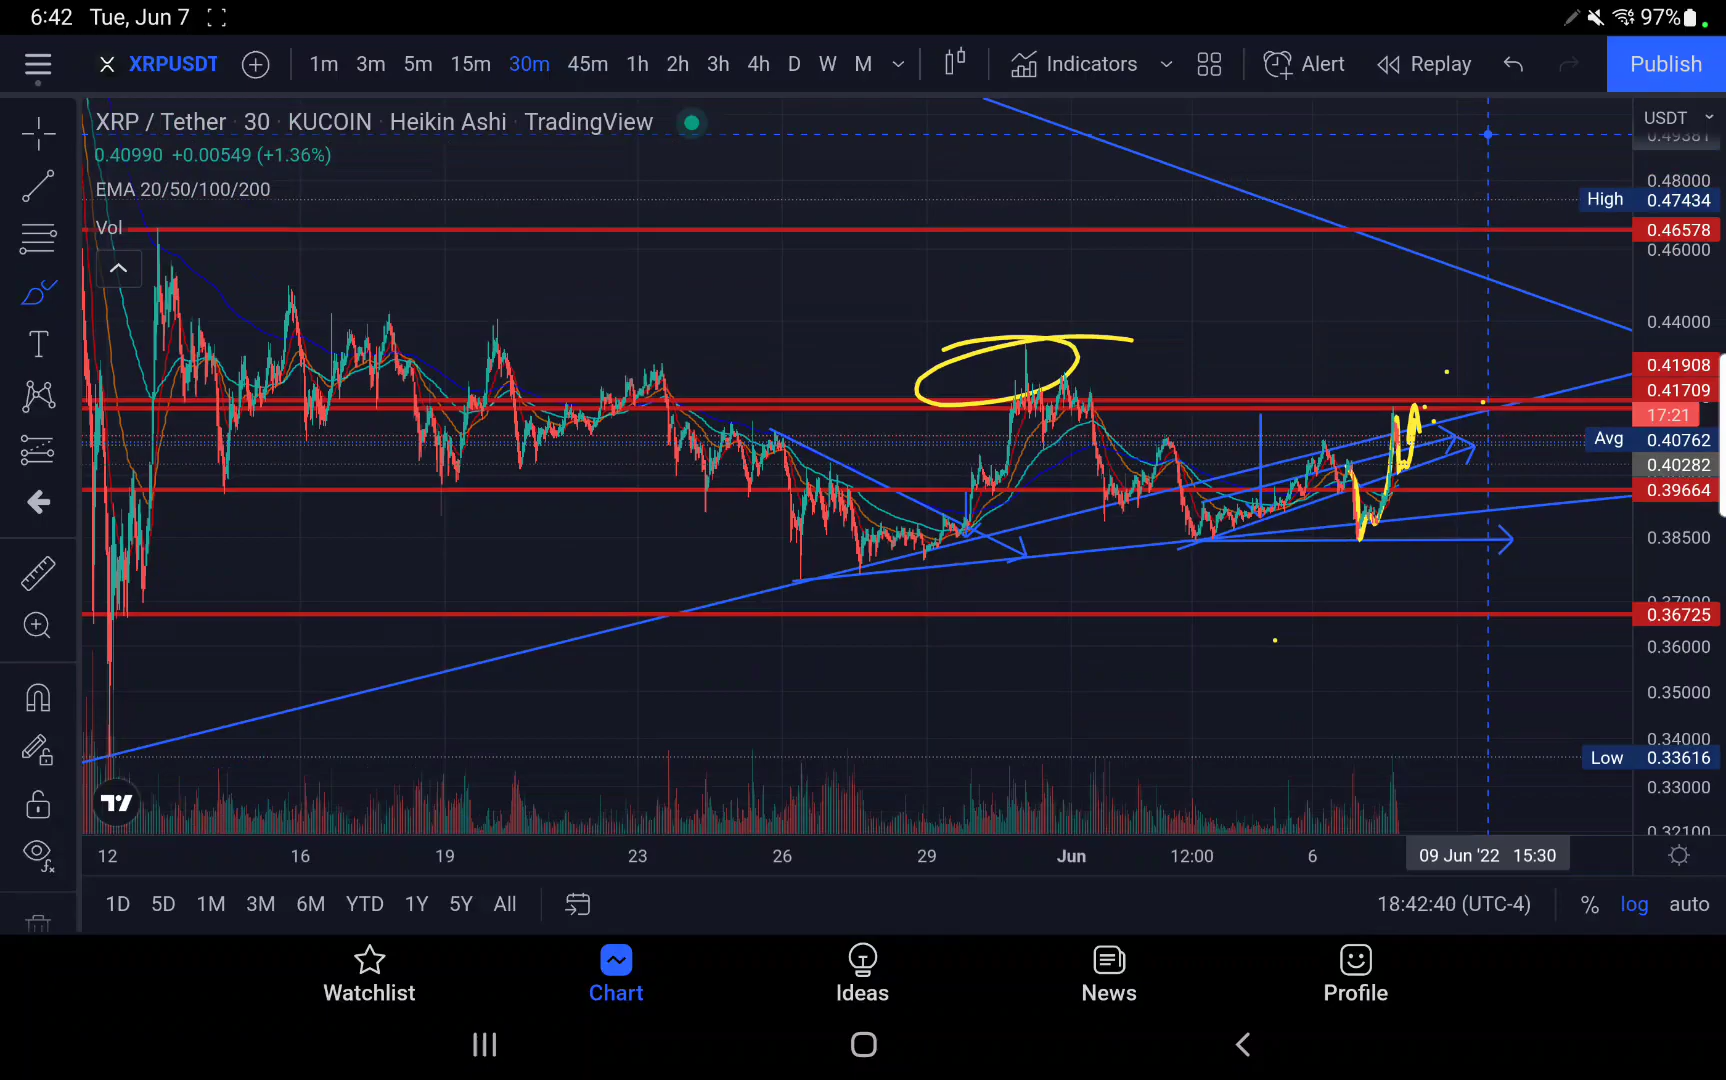 6:42 Tue, Jun 7 97%
XRPUSDT 1m 3m 5m 15m 30m 45m 1h 2h 3h 4h D W M Indicators Alert Replay Publish
XRP / Tether · 30 · KUCOIN · Heikin Ashi · TradingView
USDT
0.49381
0.40990 +0.00549 (+1.36%)
EMA 20/50/100/200
0.48000
High 0.47434
Vol
0.46578
0.46000
0.44000
0.41908
0.41709
17:21
Avg 0.40762
0.40282
0.39664
0.38500
0.37000
0.36725
0.36000
0.35000
0.34000
Low 0.33616
0.33000
0.32100
12 16 19 23 26 29 Jun 12:00 6 09 Jun '22 15:30
1D 5D 1M 3M 6M YTD 1Y 5Y All 18:42:40 (UTC-4) % log auto
Watchlist Chart Ideas News Profile